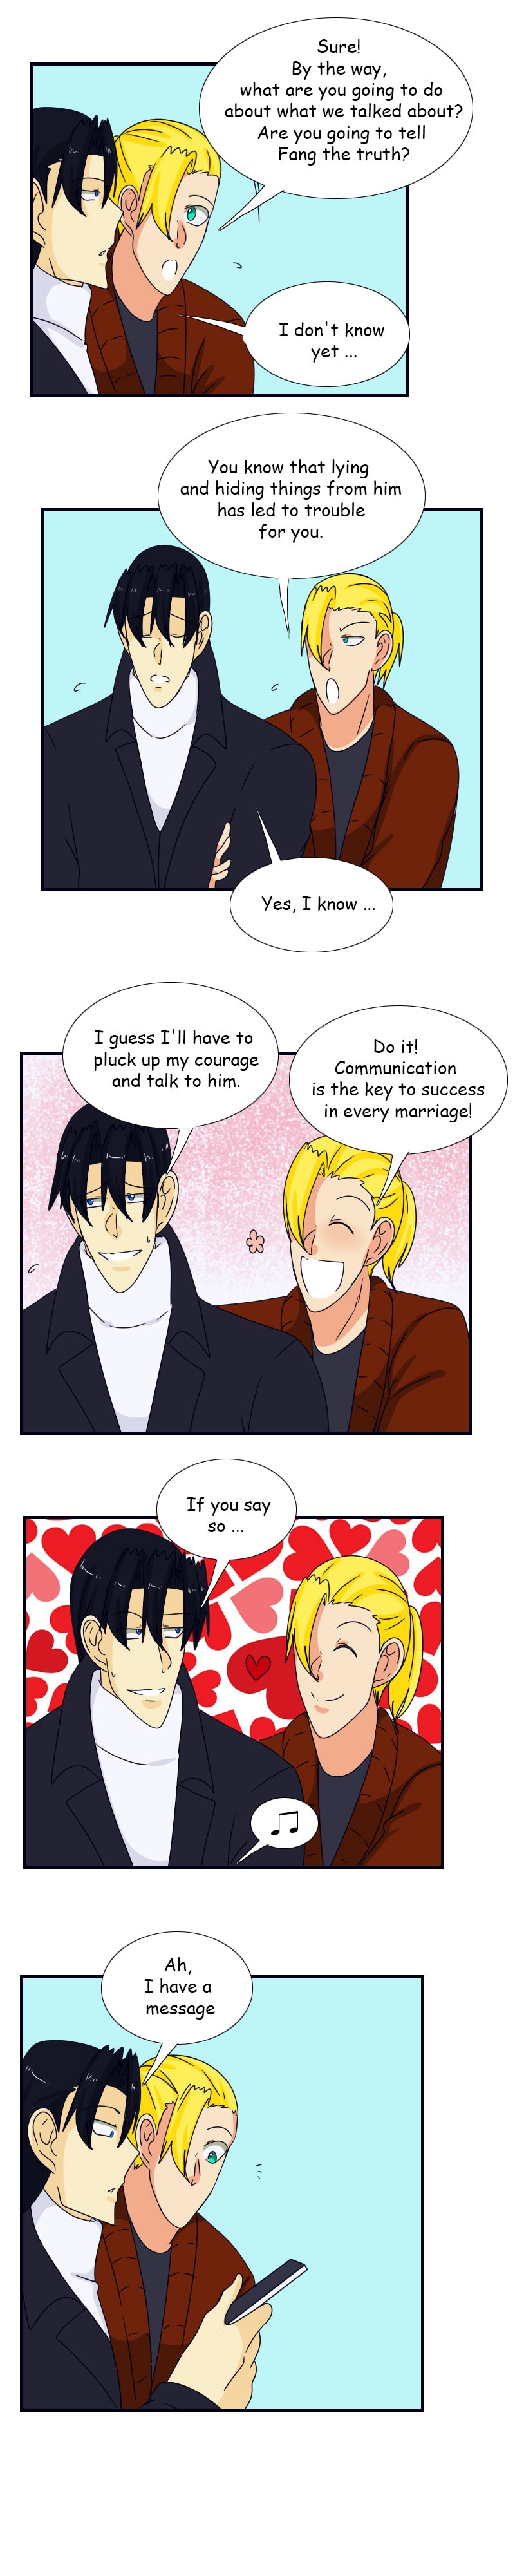 Sure!
By the way,
what are you going to do
about what we talked about?
Are you going to tell
Fang the truth?
I don't know
yet ...
You know that lying
and hiding things from him
has led to trouble
for you.
Yes, I know ...
I guess I'll have to
pluck up my courage
and talk to him.
Do it!
Communication
is the key to success
in every marriage!
If you say
so ...
Ah,
I have a
message